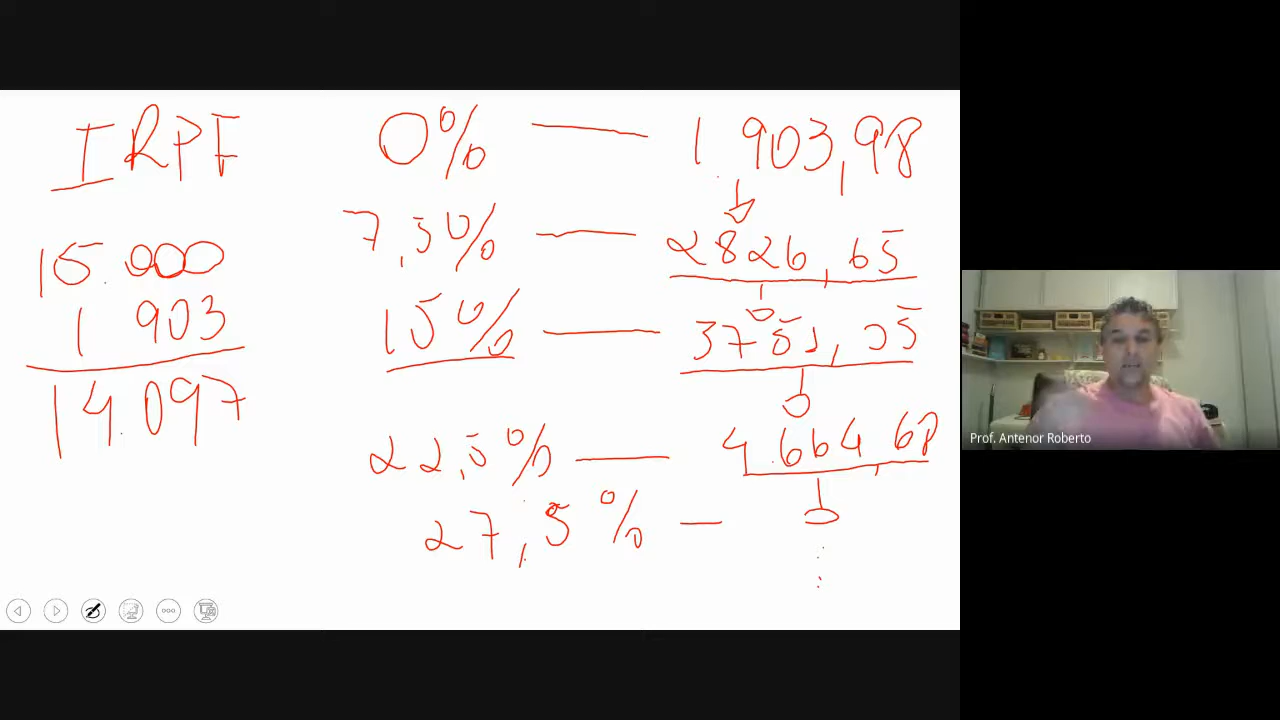 IRPF
0% — 1.903,98
7,5% — 2826,65
15.000
1 903
14.097
15% — 3751,05
22,5% — 4.664,68
27,5% —
Prof. Antenor Roberto